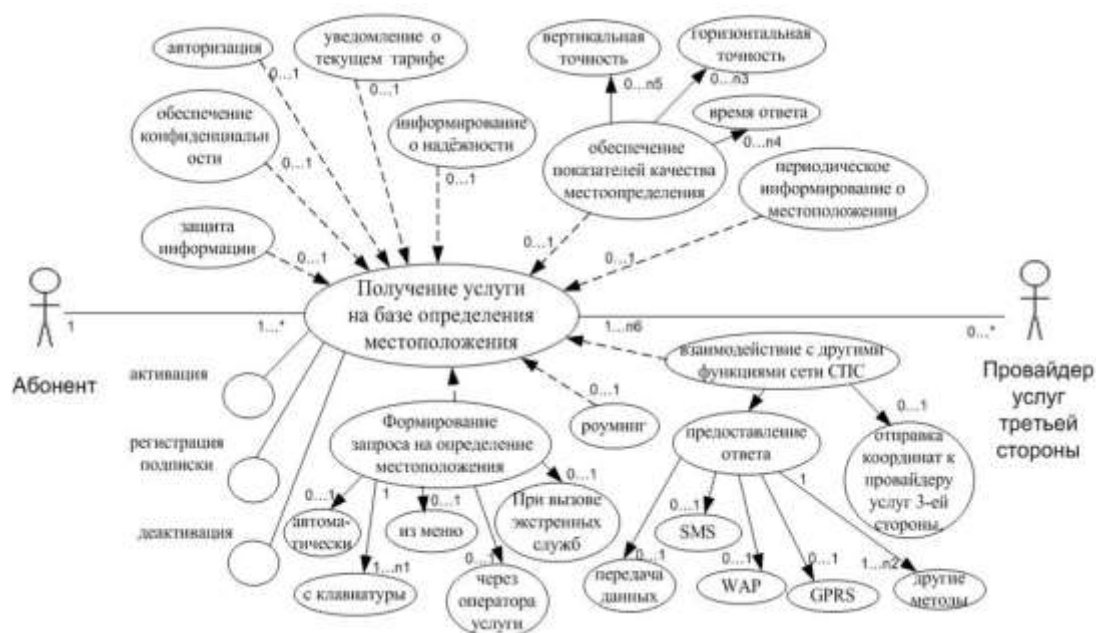 авторизация
0...1
уведомление о
текущем тарифе
0...1
вертикальная
точность
0...n5
горизонтальная
точность
0...n3
время ответа
0...n4
обеспечение
конфиденциальн
ости
0...1
информирование
о надёжности
0...1
обеспечение
показателей качества
местоопределения
0...1
периодическое
информирование о
местоположении
0...1
защита
информации
0...1
Получение услуги
на базе определения
местоположения
1
1...*
1...n6
0...*
Абонент
Провайдер
услуг
третьей
стороны
активация
регистрация
подписки
деактивация
Формирование
запроса на определение
местоположения
0...1
роуминг
взаимодействие с другими
функциями сети СПС
предоставление
ответа
0...1
отправка
координат к
провайдеру
услуг 3-ей
стороны.
0...1
автома-
тически
1
1...n1
с клавиатуры
0...1
из меню
0...1
через
оператора
услуги
0...1
При вызове
экстренных
служб
0...1
передача
данных
0...1
SMS
0...1
WAP
0...1
GPRS
1
1...n2
другие
методы